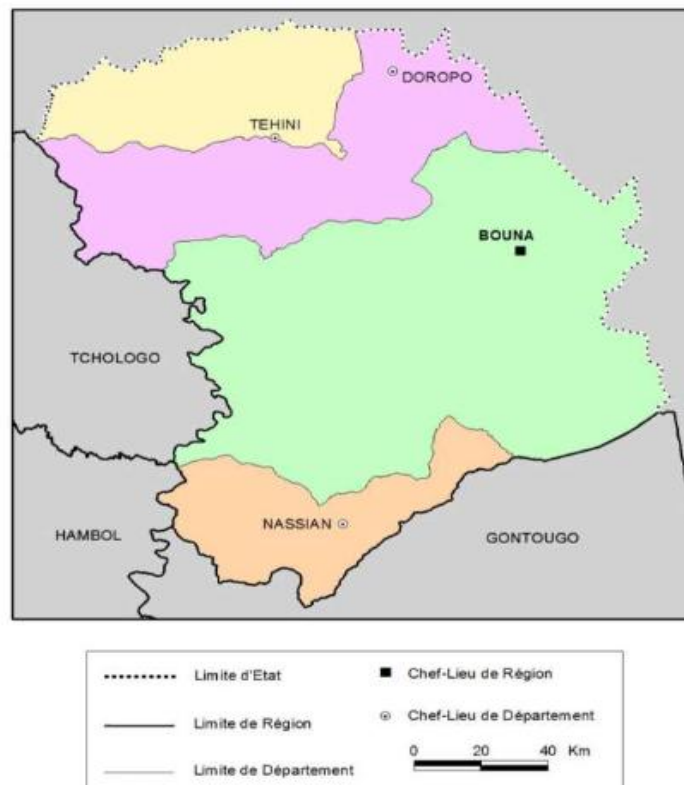 DOROPO
TEHINI
BOUNA
TCHOLOGO
NASSIAN
HAMBOL
GONTOUGO
Limite d'Etat
Chef-Lieu de Région
Limite de Région
Chef-Lieu de Département
0 20 40 Km
Limite de Département